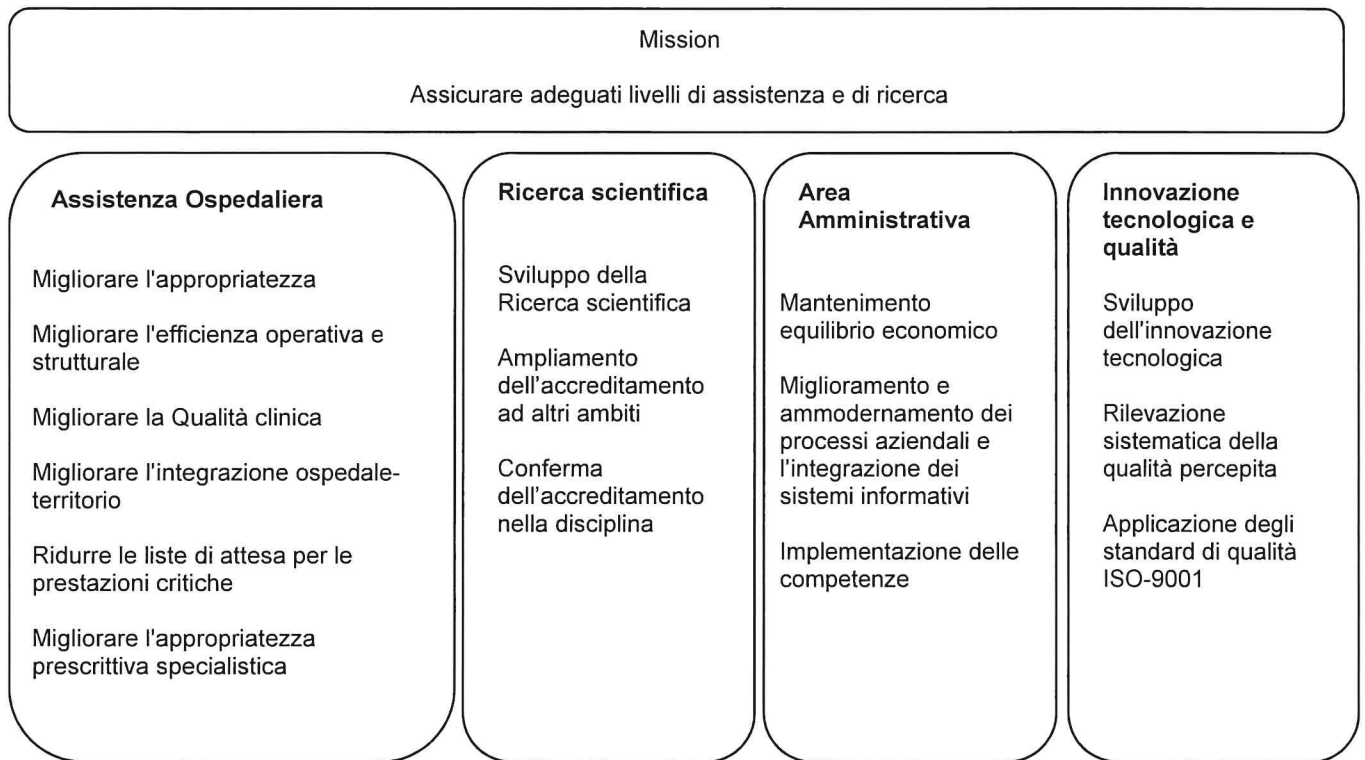 Mission
Assicurare adeguati livelli di assistenza e di ricerca
Assistenza Ospedaliera
Migliorare l'appropriatezza
Migliorare l'efficienza operativa e
strutturale
Migliorare la Qualità clinica
Migliorare l'integrazione ospedale-
territorio
Ridurre le liste di attesa per le
prestazioni critiche
Migliorare l'appropriatezza
prescrittiva specialistica
Ricerca scientifica
Sviluppo della
Ricerca scientifica
Ampliamento
dell'accreditamento
ad altri ambiti
Conferma
dell'accreditamento
nella disciplina
Area
Amministrativa
Mantenimento
equilibrio economico
Miglioramento e
ammodernamento dei
processi aziendali e
l'integrazione dei
sistemi informativi
Implementazione delle
competenze
Innovazione
tecnologica e
qualità
Sviluppo
dell'innovazione
tecnologica
Rilevazione
sistematica della
qualità percepita
Applicazione degli
standard di qualità
ISO-9001